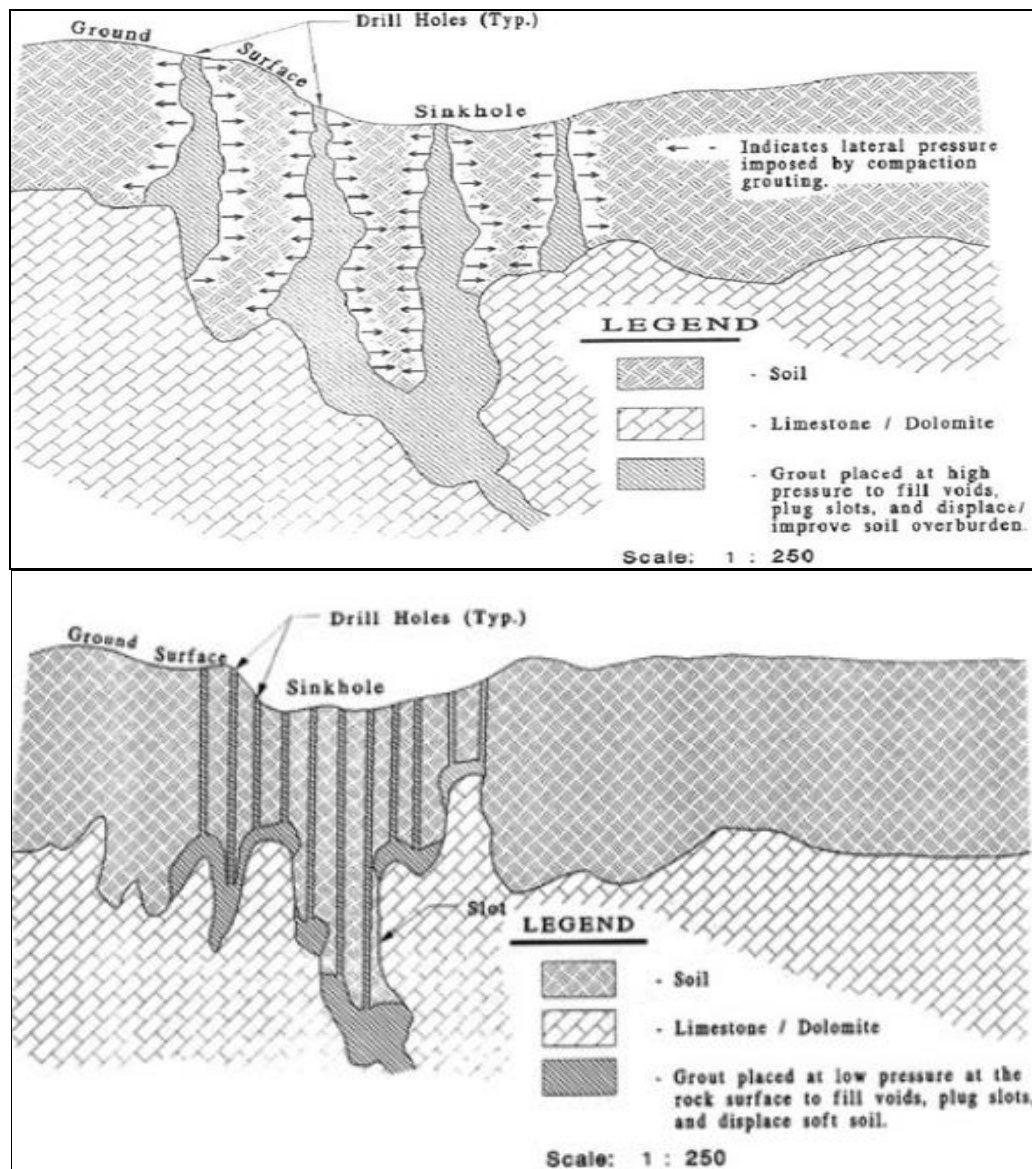 Drill Holes (Typ.)
Ground
Surface
Sinkhole
← - Indicates lateral pressure
imposed by compaction
grouting.
LEGEND
- Soil
- Limestone / Dolomite
- Grout placed at high
pressure to fill voids,
plug slots, and displace/
improve soil overburden.
Scale: 1 : 250
Drill Holes (Typ.)
Ground
Surface
Sinkhole
Slot
LEGEND
- Soil
- Limestone / Dolomite
- Grout placed at low pressure at the
rock surface to fill voids, plug slots,
and displace soft soil.
Scale: 1 : 250